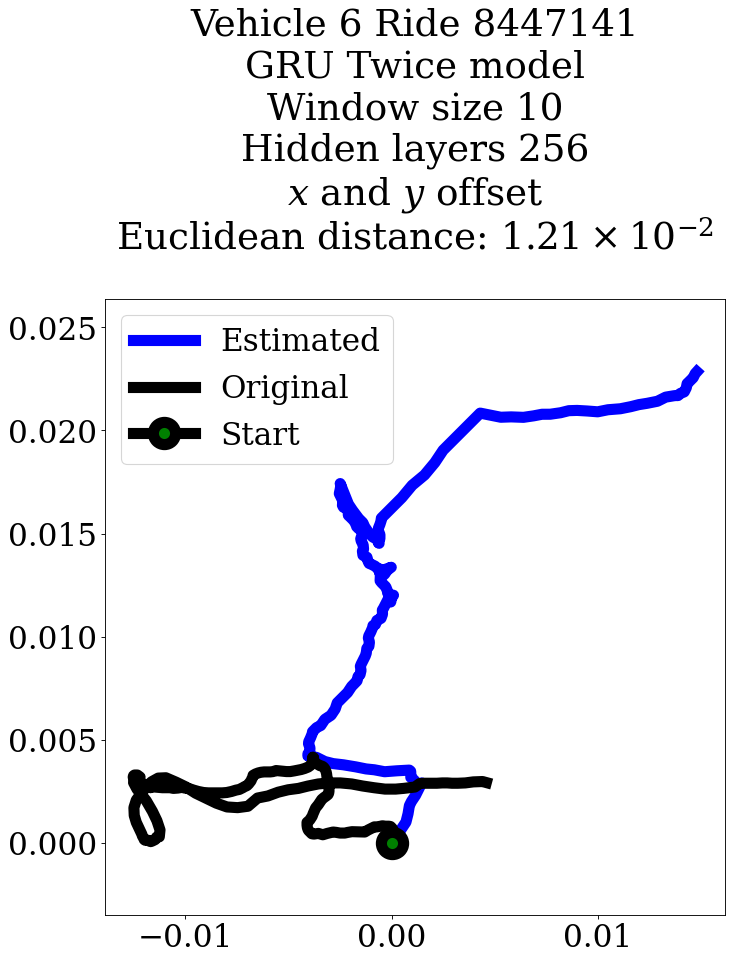 Vehicle 6 Ride 8447141
GRU Twice model
Window size 10
Hidden layers 256
x and y offset
Euclidean distance: 1.21 × 10⁻²
Estimated
Original
Start
0.025
0.020
0.015
0.010
0.005
0.000
−0.01
0.00
0.01